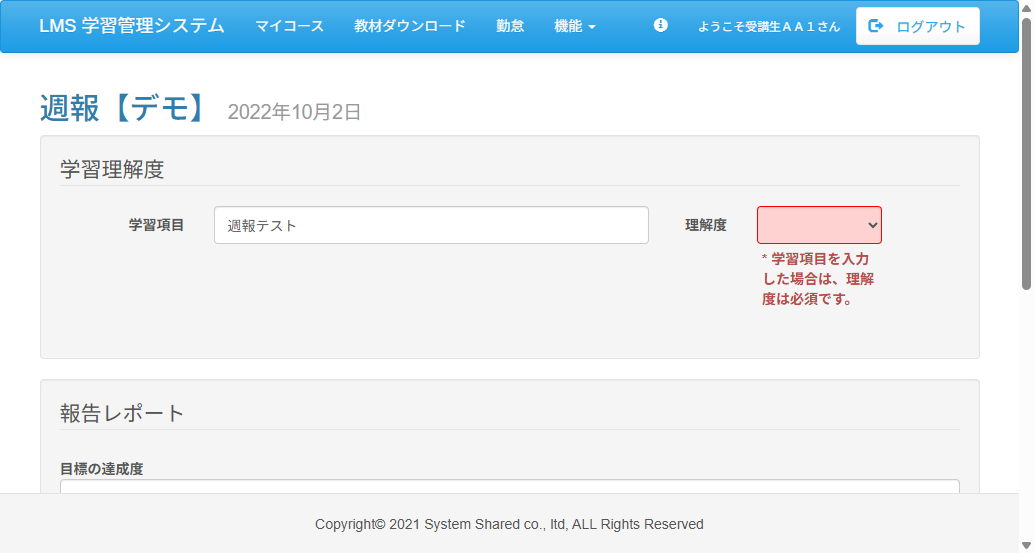 LMS 学習管理システム マイコース 教材ダウンロード 勤怠 機能 ようこそ受講生ＡＡ１さん ログアウト
週報【デモ】 2022年10月2日
学習理解度
学習項目 週報テスト 理解度
* 学習項目を入力
した場合は、理解
度は必須です。
報告レポート
目標の達成度
Copyright© 2021 System Shared co., ltd, ALL Rights Reserved